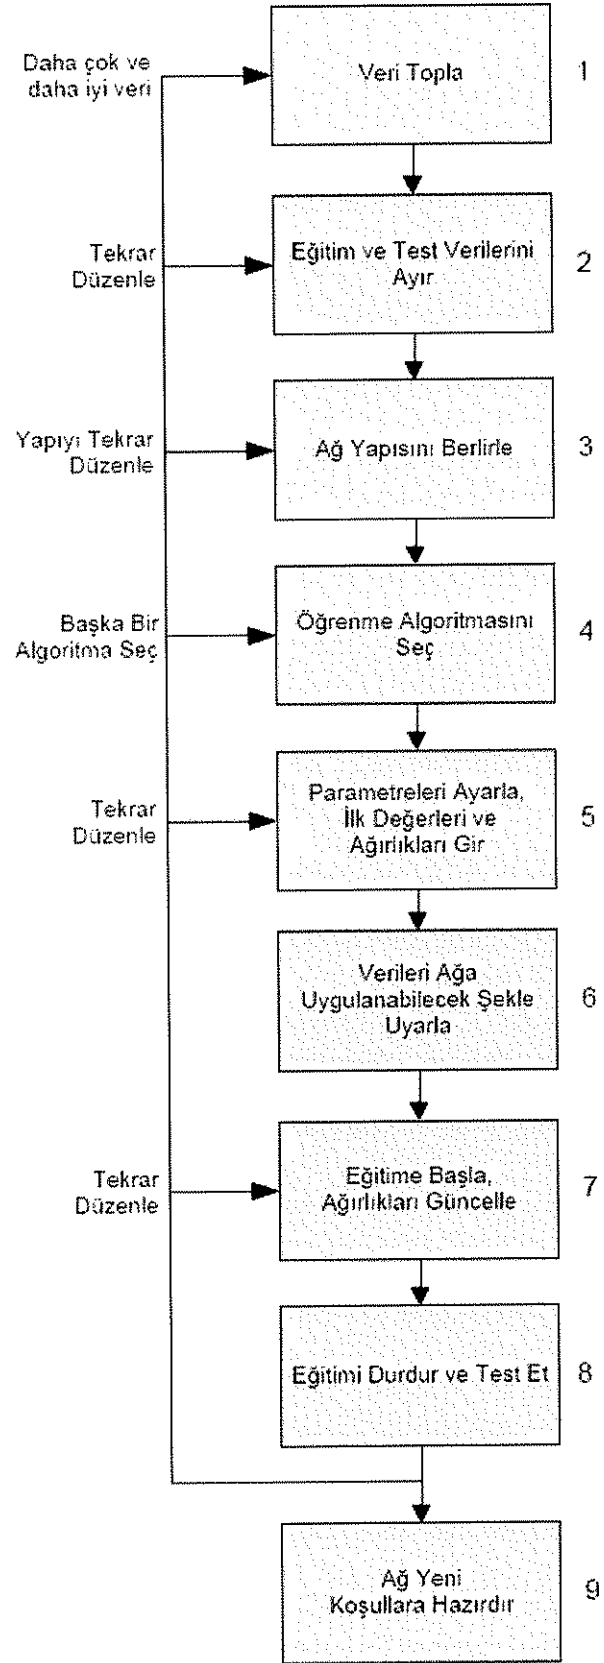 Daha çok ve
daha iyi veri
Veri Topla
1
Tekrar
Düzenle
Eğitim ve Test Verilerini
Ayır
2
Yapıyı Tekrar
Düzenle
Ağ Yapısını Berlirle
3
Başka Bir
Algoritma Seç
Öğrenme Algoritmasını
Seç
4
Tekrar
Düzenle
Parametreleri Ayarla,
İlk Değerleri ve
Ağırlıkları Gir
5
Verileri Ağa
Uygulanabilecek Şekle
Uyarla
6
Tekrar
Düzenle
Eğitime Başla,
Ağırlıkları Güncelle
7
Eğitimi Durdur ve Test Et
8
Ağ Yeni
Koşullara Hazırdır
9